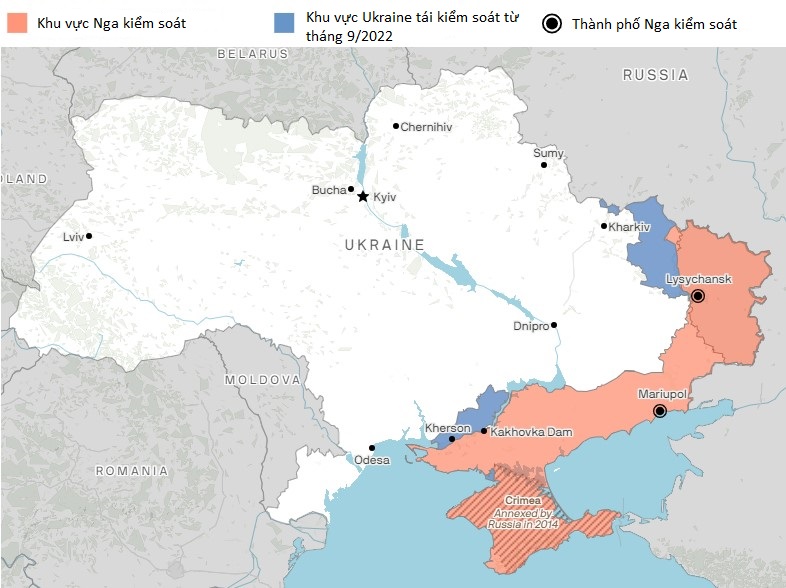 Khu vực Nga kiểm soát
Khu vực Ukraine tái kiểm soát từ
tháng 9/2022
Thành phố Nga kiểm soát
BELARUS
RUSSIA
Chernihiv
Sumy
OLAND
Bucha
Kyiv
Kharkiv
Lviv
UKRAINE
Lysychansk
Dnipro
MOLDOVA
Mariupol
Kherson
Kakhovka Dam
Odesa
ROMANIA
Crimea
Annexed by
Russia in 2014